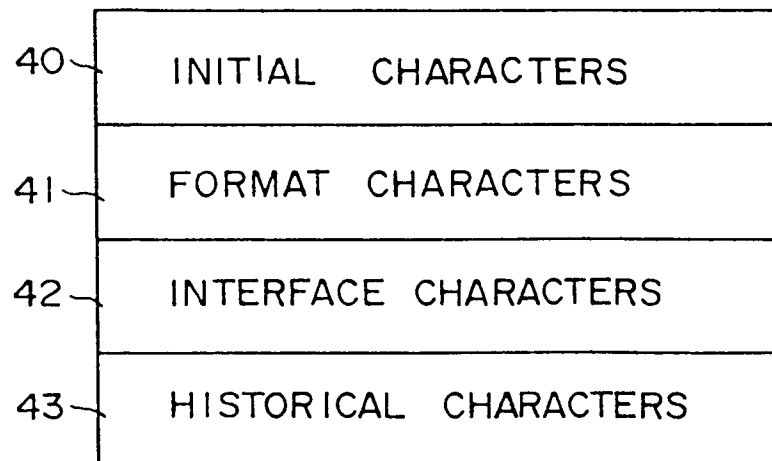 40 INITIAL CHARACTERS
41 FORMAT CHARACTERS
42 INTERFACE CHARACTERS
43 HISTORICAL CHARACTERS